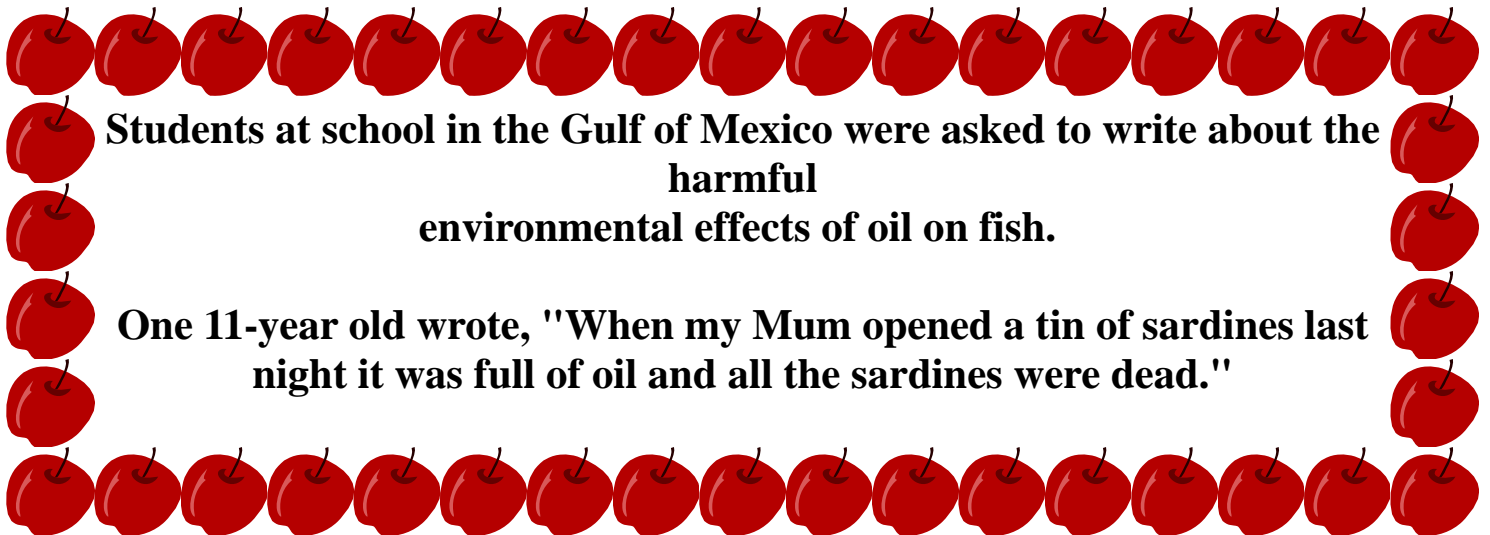 Students at school in the Gulf of Mexico were asked to write about the
harmful
environmental effects of oil on fish.
One 11-year old wrote, "When my Mum opened a tin of sardines last
night it was full of oil and all the sardines were dead."